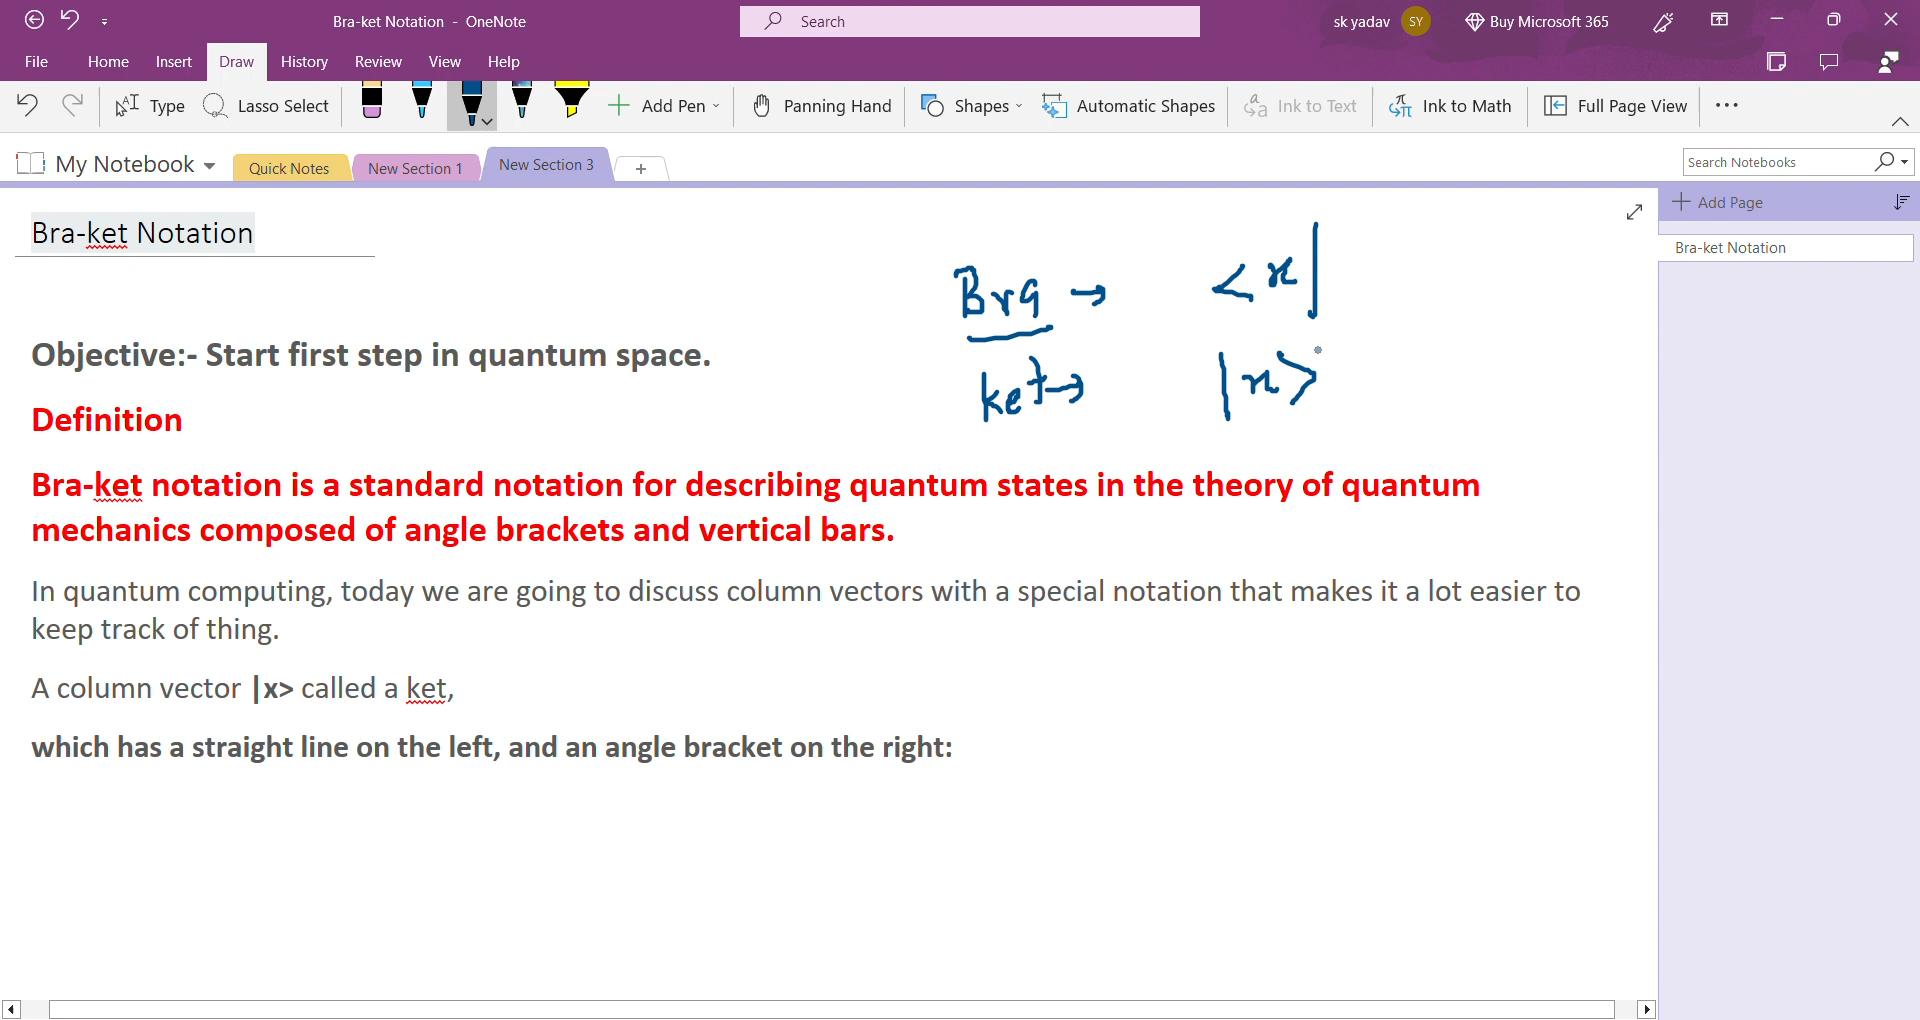 Bra-ket Notation - OneNote
Search
sk yadav SY
Buy Microsoft 365
File Home Insert Draw History Review View Help
Type Lasso Select Add Pen Panning Hand Shapes Automatic Shapes Ink to Text Ink to Math Full Page View
My Notebook Quick Notes New Section 1 New Section 3 +
Search Notebooks
Add Page
Bra-ket Notation
Bra-ket Notation
Bra → <x|
ket → |x>
Objective:- Start first step in quantum space.
Definition
Bra-ket notation is a standard notation for describing quantum states in the theory of quantum
mechanics composed of angle brackets and vertical bars.
In quantum computing, today we are going to discuss column vectors with a special notation that makes it a lot easier to
keep track of thing.
A column vector |x> called a ket,
which has a straight line on the left, and an angle bracket on the right: